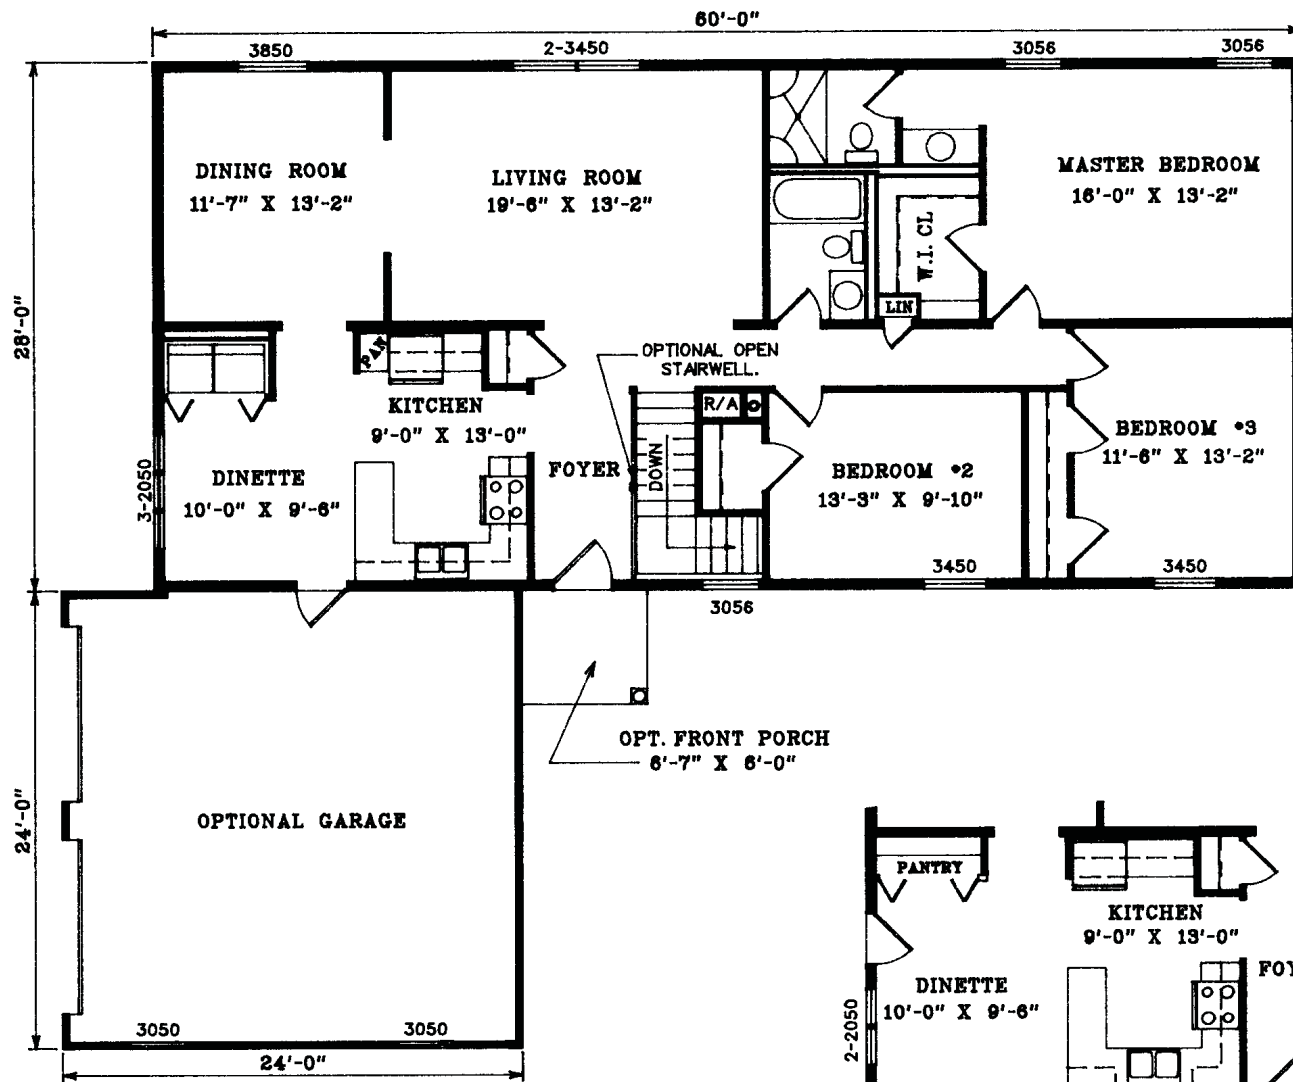 60'-0"
3850
2-3450
3056
3056
28'-0"
DINING ROOM
11'-7" X 13'-2"
LIVING ROOM
19'-6" X 13'-2"
MASTER BEDROOM
16'-0" X 13'-2"
W.I. CL
LIN
PAN
OPTIONAL OPEN
STAIRWELL.
R/A
KITCHEN
9'-0" X 13'-0"
DINETTE
10'-0" X 9'-6"
3-2050
FOYER
DOWN
BEDROOM #2
13'-3" X 9'-10"
BEDROOM #3
11'-6" X 13'-2"
3450
3450
3056
OPT. FRONT PORCH
6'-7" X 6'-0"
24'-0"
OPTIONAL GARAGE
3050
3050
24'-0"
PANTRY
KITCHEN
9'-0" X 13'-0"
FOY
DINETTE
10'-0" X 9'-6"
2-2050